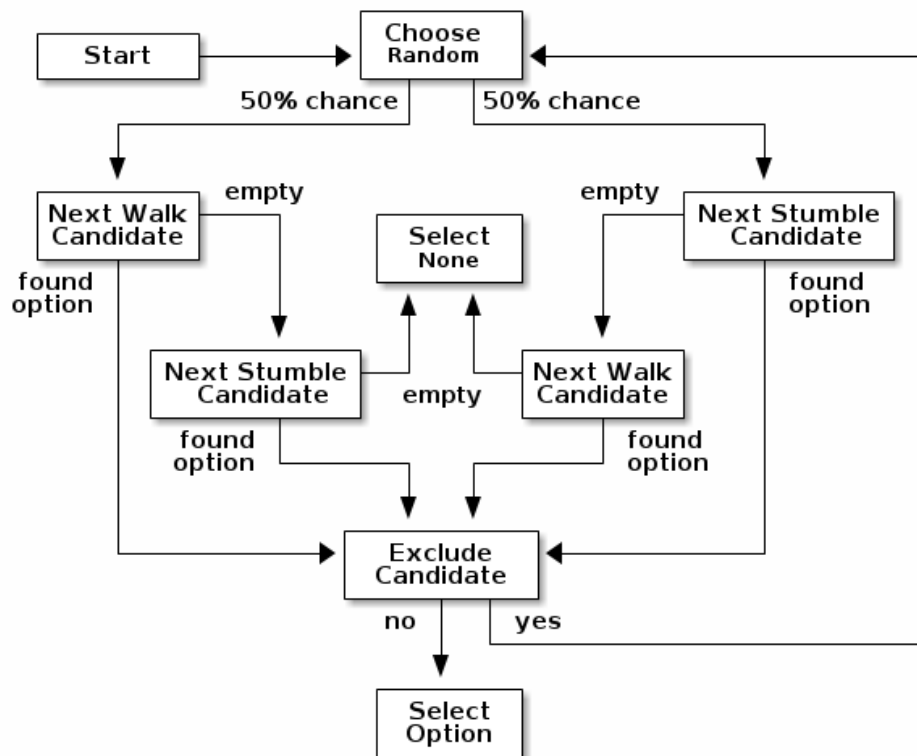 Start
Choose
Random
50% chance
50% chance
Next Walk
Candidate
found
option
empty
Select
None
empty
Next Stumble
Candidate
found
option
Next Stumble
Candidate
found
option
empty
Next Walk
Candidate
found
option
Exclude
Candidate
no
yes
Select
Option